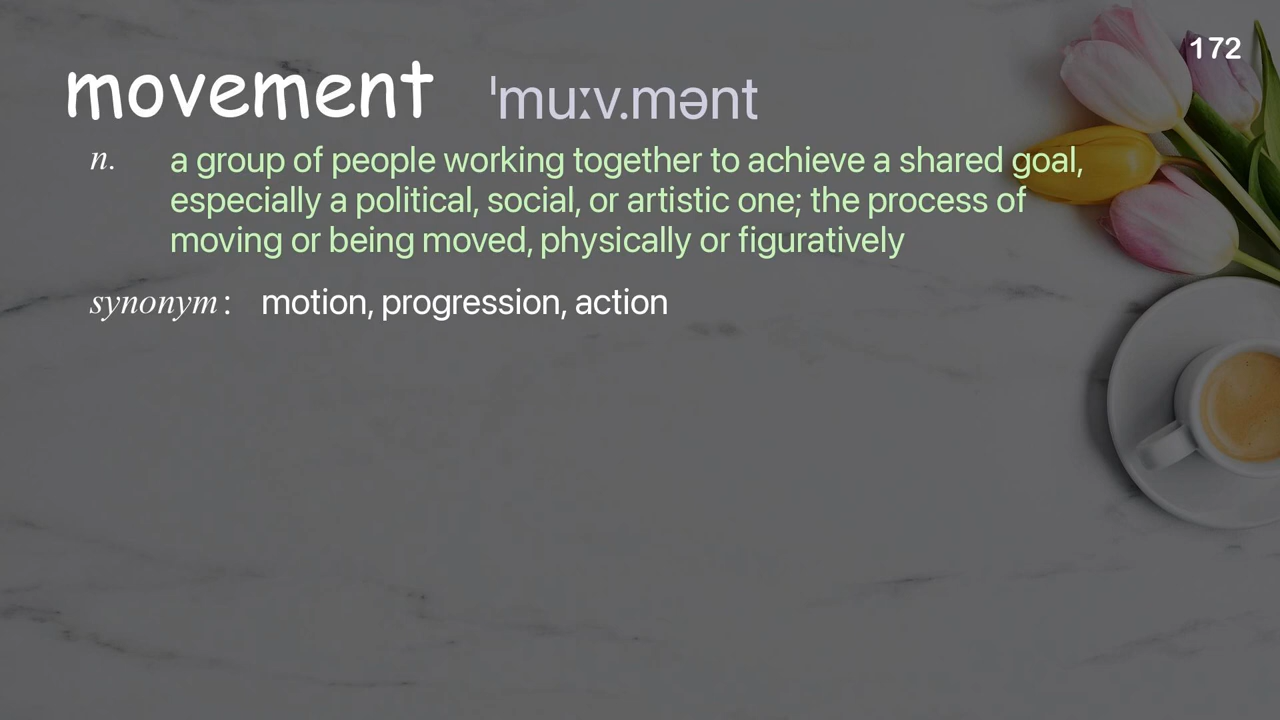 172
movement ˈmuːv.mənt
n. a group of people working together to achieve a shared goal,
especially a political, social, or artistic one; the process of
moving or being moved, physically or figuratively
synonym: motion, progression, action